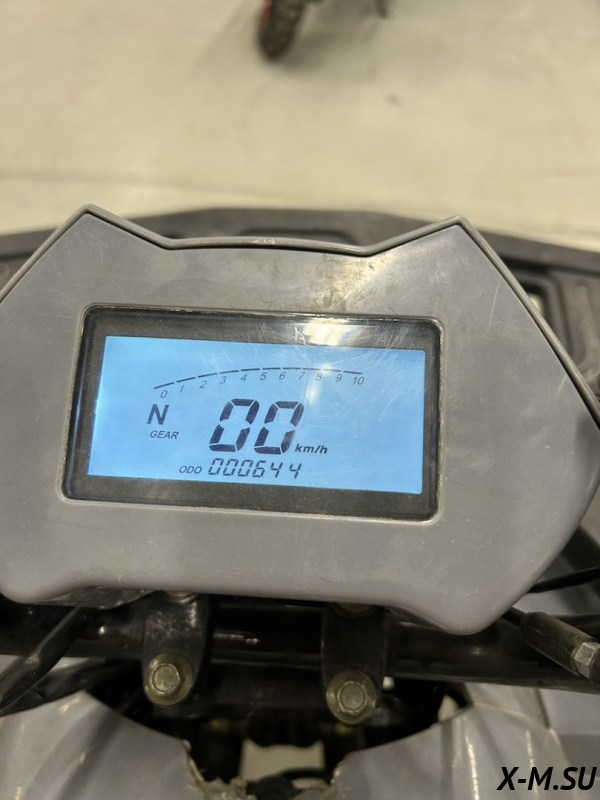 0 1 2 3 4 5 6 7 8 9 10
N
GEAR
00 km/h
ODO 000644
X-M.SU